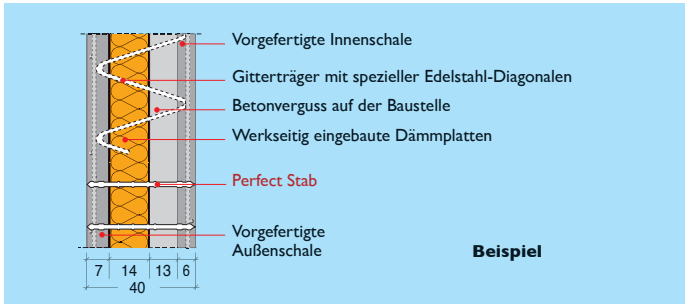 Vorgefertigte Innenschale
Gitterträger mit spezieller Edelstahl-Diagonalen
Betonverguss auf der Baustelle
Werkseitig eingebaute Dämmplatten
Perfect Stab
Vorgefertigte
Außenschale
Beispiel
7 14 13 6
40